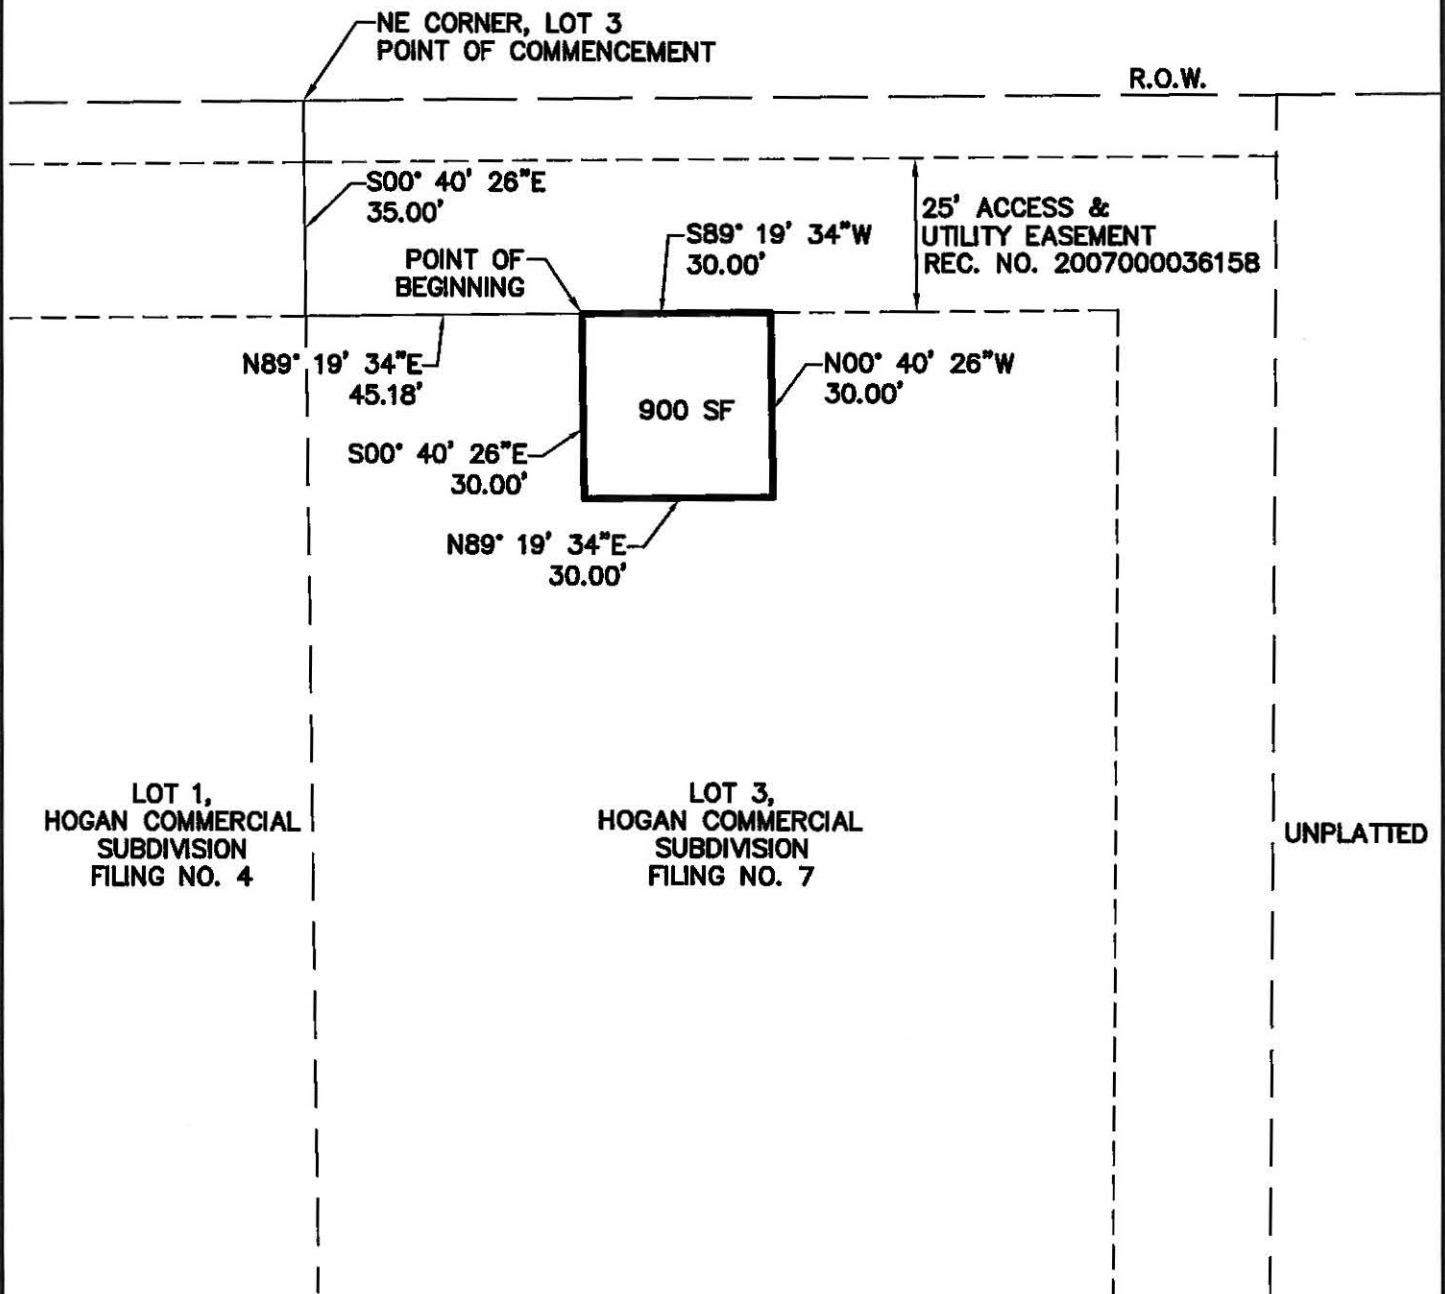 NE CORNER, LOT 3
POINT OF COMMENCEMENT
R.O.W.
S00° 40' 26"E
35.00'
25' ACCESS &
UTILITY EASEMENT
REC. NO. 2007000036158
S89° 19' 34"W
30.00'
POINT OF
BEGINNING
N89° 19' 34"E
45.18'
N00° 40' 26"W
30.00'
900 SF
S00° 40' 26"E
30.00'
N89° 19' 34"E
30.00'
LOT 1,
HOGAN COMMERCIAL
SUBDIVISION
FILING NO. 4
LOT 3,
HOGAN COMMERCIAL
SUBDIVISION
FILING NO. 7
UNPLATTED